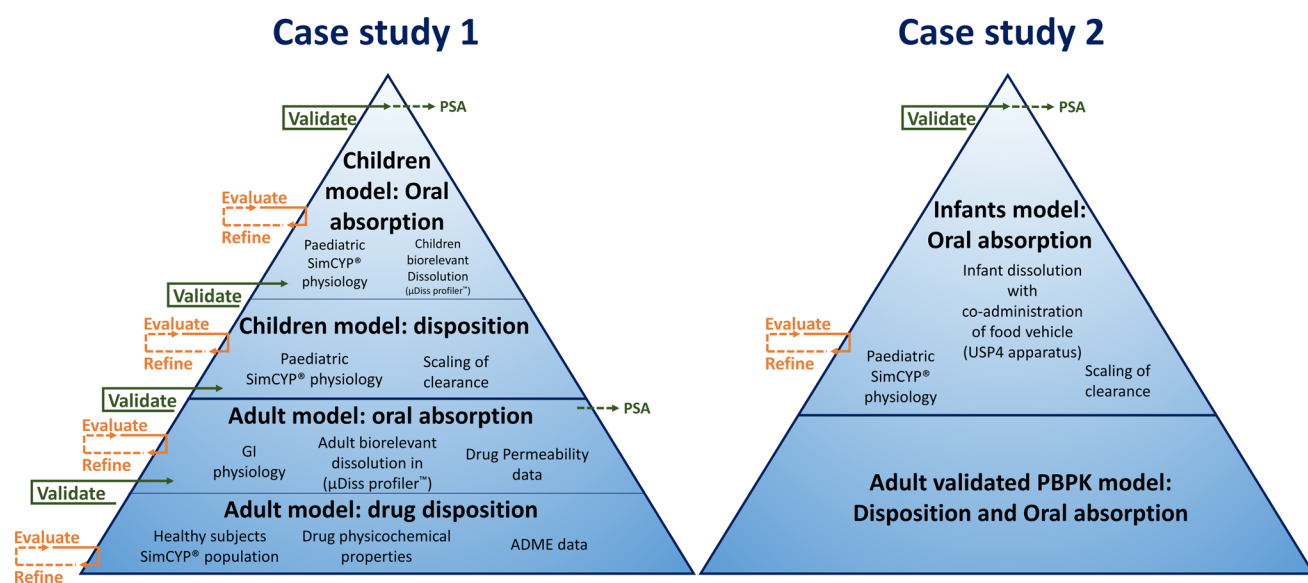 Case study 1
PSA
Validate
Children
model: Oral
absorption
Evaluate
Refine
Paediatric
SimCYP® 
physiology
Children
biorelevant
Dissolution
(µDiss profiler™)
Validate
Children model: disposition
Evaluate
Refine
Paediatric
SimCYP® physiology
Scaling of
clearance
Validate
Adult model: oral absorption
PSA
Evaluate
Refine
GI
physiology
Adult biorelevant
dissolution in
(µDiss profiler™)
Drug Permeability
data
Validate
Adult model: drug disposition
Evaluate
Refine
Healthy subjects
SimCYP® population
Drug physicochemical
properties
ADME data
Case study 2
PSA
Validate
Infants model:
Oral absorption
Infant dissolution
with
co-administration
of food vehicle
(USP4 apparatus)
Evaluate
Refine
Paediatric
SimCYP®
physiology
Scaling of
clearance
Adult validated PBPK model:
Disposition and Oral absorption